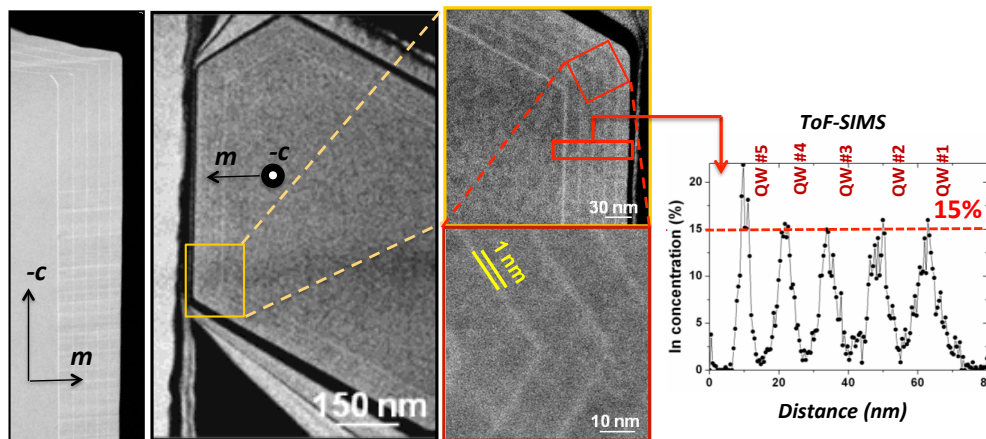 -c
m
m
-c
150 nm
30 nm
1 nm
10 nm
ToF-SIMS
QW #5
QW #4
QW #3
QW #2
QW #1
15%
In concentration (%)
20
15
10
5
0
0
20
40
60
80
Distance (nm)